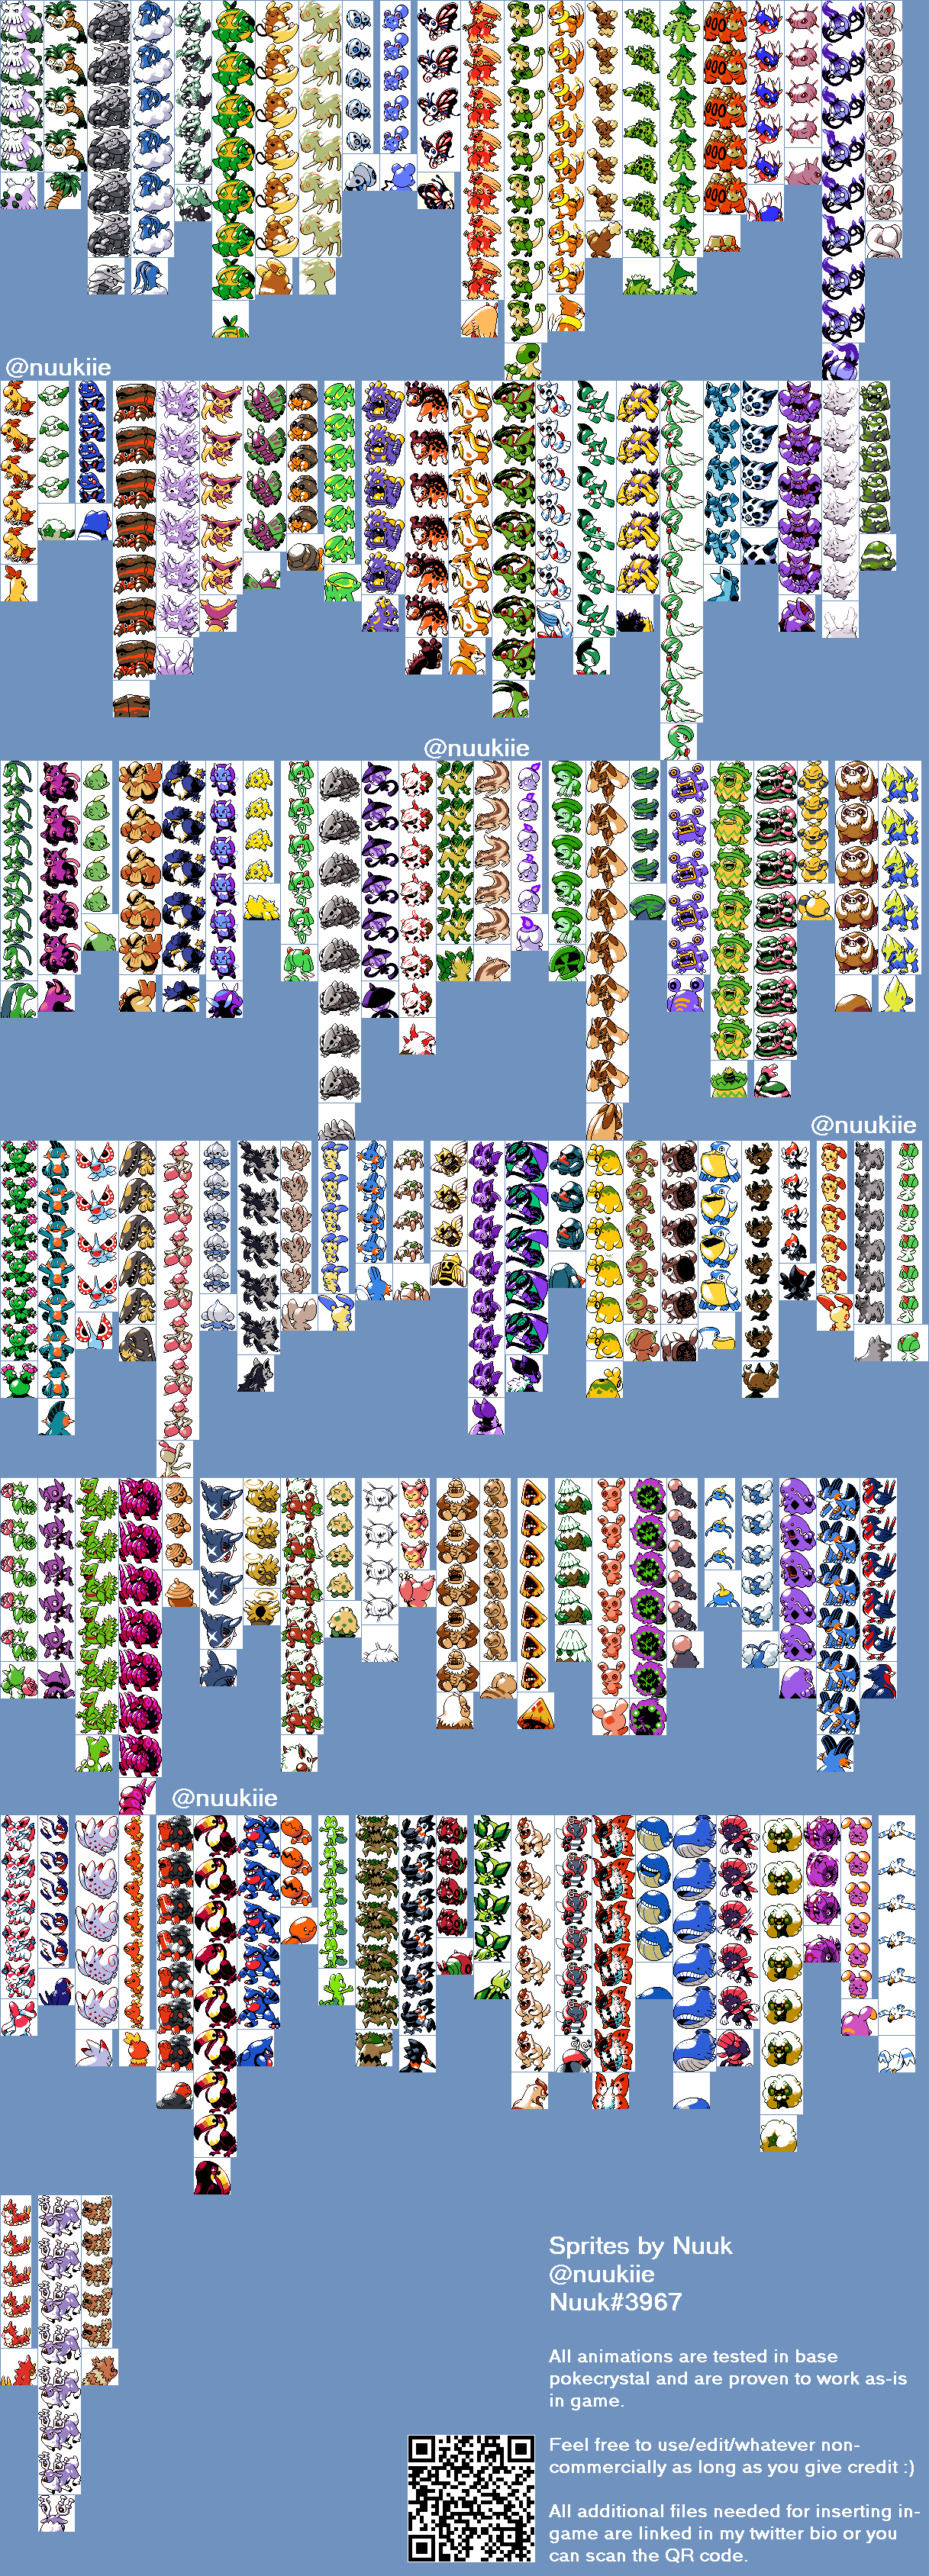 @nuukiie
@nuukiie
@nuukiie
@nuukiie
Sprites by Nuuk
@nuukiie
Nuuk#3967
All animations are tested in base
pokecrystal and are proven to work as-is
in game.
Feel free to use/edit/whatever non-
commercially as long as you give credit :)
All additional files needed for inserting in-
game are linked in my twitter bio or you
can scan the QR code.